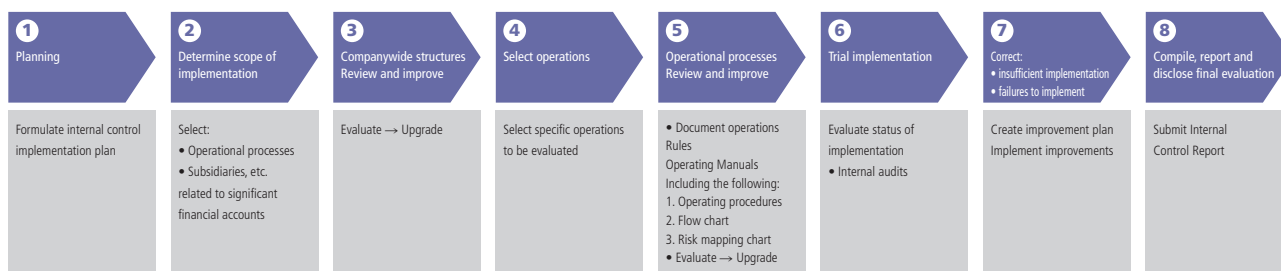 1
Planning
2
Determine scope of
implementation
3
Companywide structures
Review and improve
4
Select operations
5
Operational processes
Review and improve
6
Trial implementation
7
Correct:
• insufficient implementation
• failures to implement
8
Compile, report and
disclose final evaluation
Formulate internal control
implementation plan
Select:
• Operational processes
• Subsidiaries, etc.
related to significant
financial accounts
Evaluate → Upgrade
Select specific operations
to be evaluated
• Document operations
Rules
Operating Manuals
Including the following:
1. Operating procedures
2. Flow chart
3. Risk mapping chart
• Evaluate → Upgrade
Evaluate status of
implementation
• Internal audits
Create improvement plan
Implement improvements
Submit Internal
Control Report